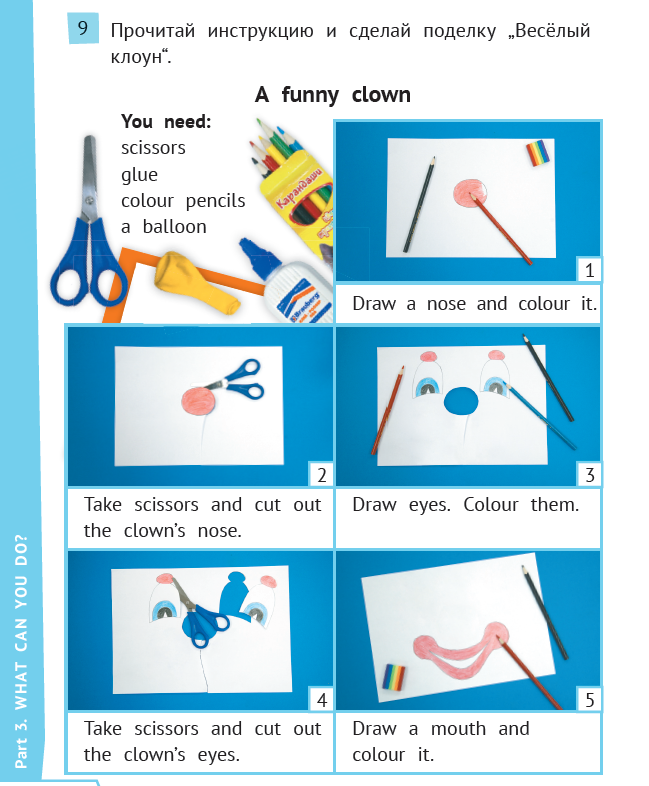 9
Прочитай инструкцию и сделай поделку „Весёлый
клоун“.
A funny clown
You need:
scissors
glue
colour pencils
a balloon
Карандаши
Brauberg
1
Draw a nose and colour it.
2
Take scissors and cut out
the clown’s nose.
3
Draw eyes. Colour them.
4
Take scissors and cut out
the clown’s eyes.
5
Draw a mouth and
colour it.
Part 3. WHAT CAN YOU DO?